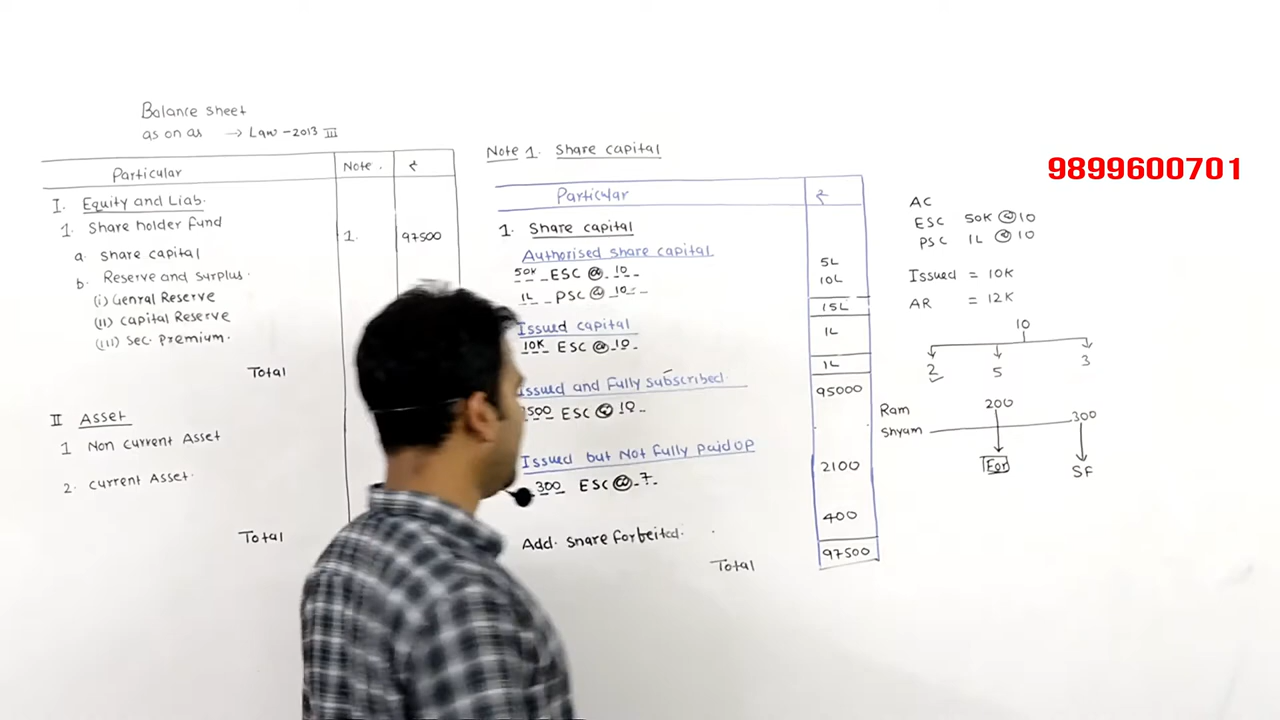 Balance sheet
as on as → Law - 2013 III
Particular Note. ₹
I. Equity and Liab.
1. Share holder Fund 1. 97500
a. share capital
b. Reserve and surplus.
(i) Genral Reserve
(ii) capital Reserve
(iii) sec. premium.
Total
II Asset
1 Non current Asset
2. current Asset.
Total
Note 1. Share capital
Particular ₹
1. Share capital
Authorised share capital
50K ESC @ 10 5L
1L PSC @ 10 10L
15L
Issued capital 1L
10K ESC @ 10
1L
Issued and Fully subscribed. 95000
500 ESC @ 10
Issued but Not fully paid up 2100
300 ESC @ 7
400
Add. share forfeited.
Total 97500
9899600701
AC
ESC 50K @ 10
PSC 1L @ 10
Issued = 10K
AR = 12K
10
2 5 3
Ram 200
Shyam 300
For SF